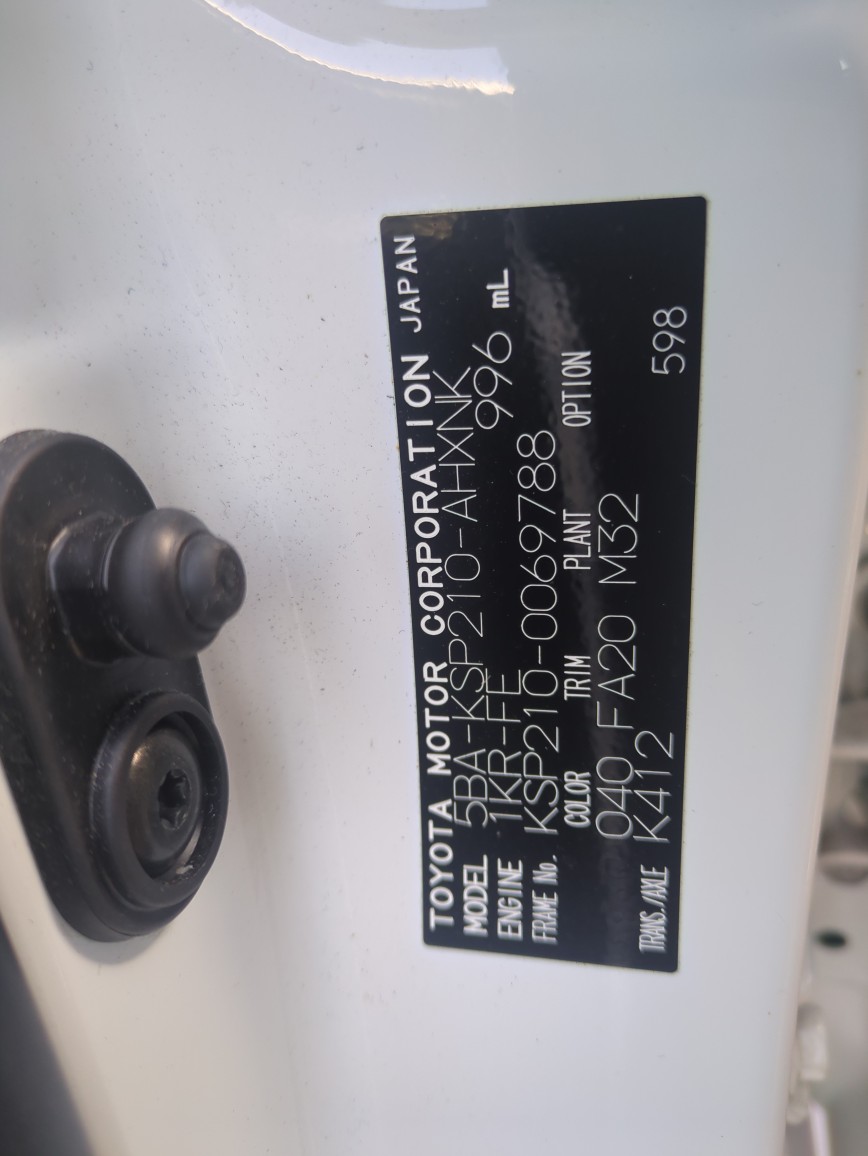 TOYOTA MOTOR CORPORATION JAPAN
MODEL 5BA-KSP210-AHXNK
ENGINE 1KR-FE 996 mL
FRAME No. KSP210-0069788
COLOR TRIM PLANT OPTION
040 FA20 M32
TRANS./AXLE K412 598